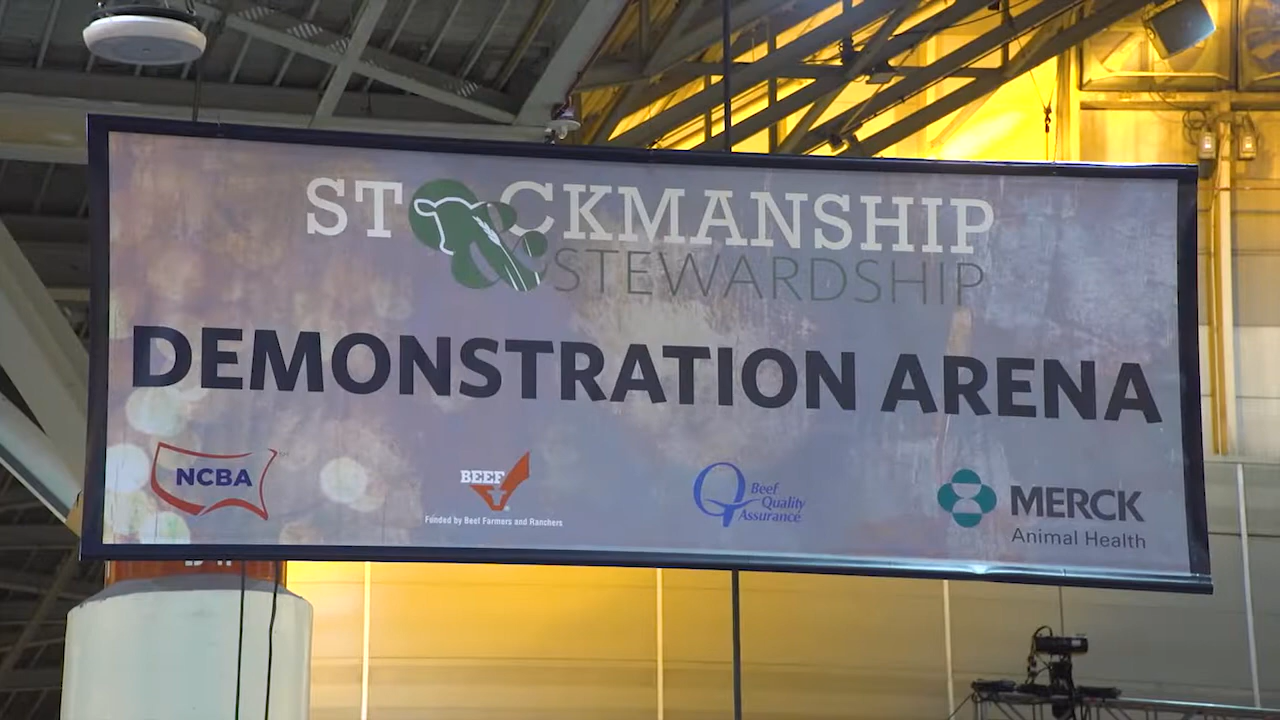 STOCKMANSHIP
& STEWARDSHIP
DEMONSTRATION ARENA
NCBA
BEEF
Funded by Beef Farmers and Ranchers
Beef
Quality
Assurance
MERCK
Animal Health